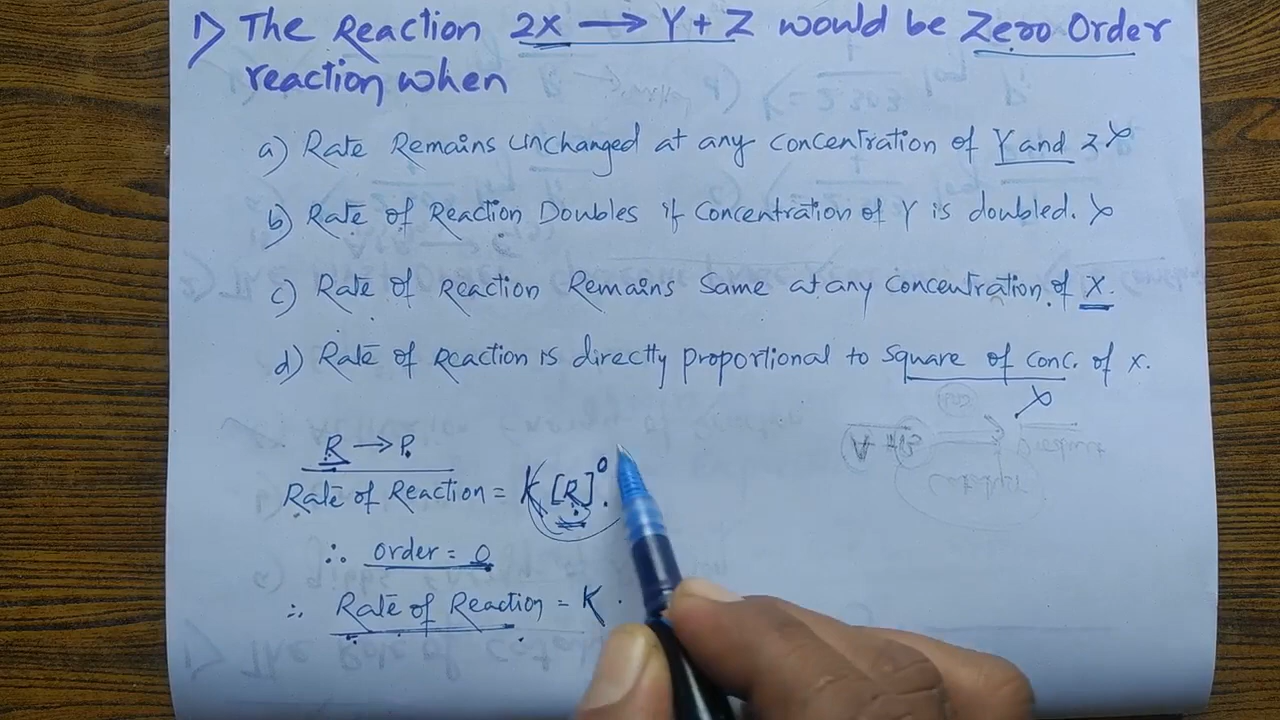 1) The Reaction 2X → Y + Z would be Zero Order
reaction when
a) Rate Remains Unchanged at any Concentration of Y and Z X
b) Rate of Reaction Doubles if Concentration of Y is doubled. X
c) Rate of Reaction Remains Same at any Concentration of X.
d) Rate of Reaction is directly proportional to Square of conc. of x.
X
R → P.
Rate of Reaction = K [R]⁰.
∴ order = 0
∴ Rate of Reaction = K.